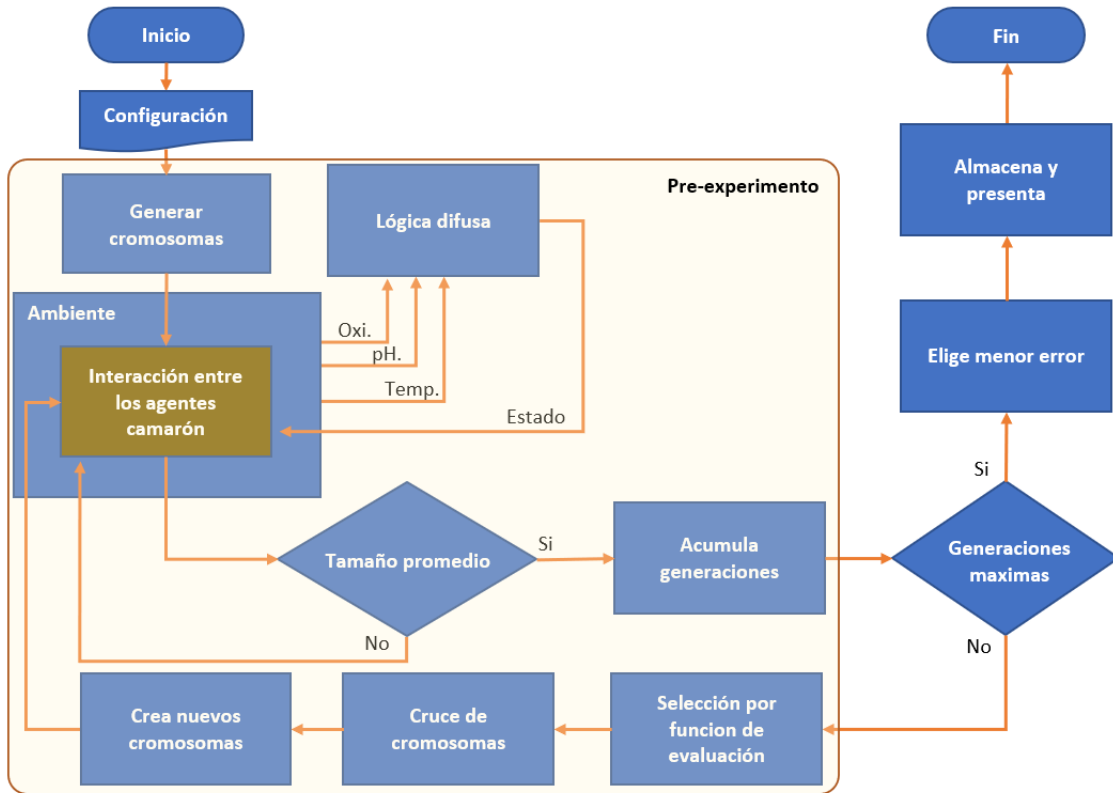 Inicio
Fin
Configuración
Pre-experimento
Generar
cromosomas
Lógica difusa
Almacena y
presenta
Ambiente
Oxi.
pH.
Temp.
Estado
Interacción entre
los agentes
camarón
Elige menor error
Si
Tamaño promedio
Si
No
Acumula
generaciones
Generaciones
maximas
No
Crea nuevos
cromosomas
Cruce de
cromosomas
Selección por
funcion de
evaluación